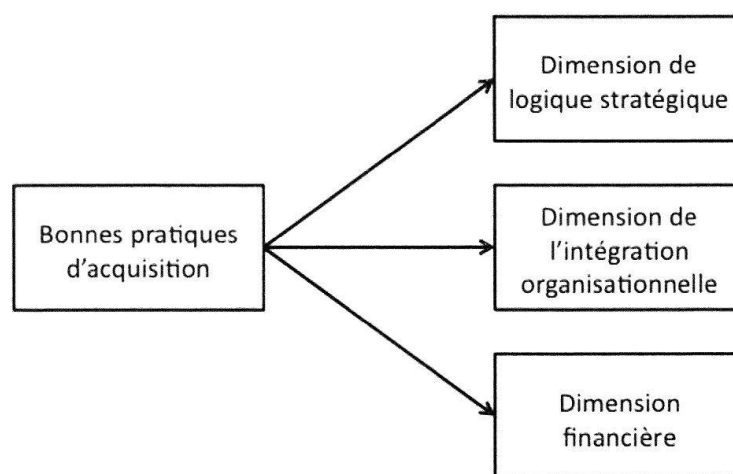 Bonnes pratiques
d'acquisition
Dimension de
logique stratégique
Dimension de
l'intégration
organisationnelle
Dimension
financière